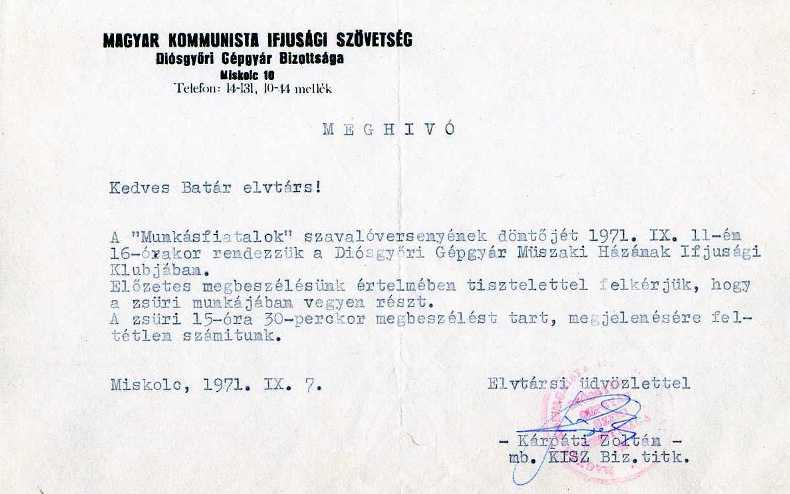 MAGYAR KOMMUNISTA IFJUSÁGI SZÖVETSÉG
Diósgyőri Gépgyár Bizottsága
Miskolc 10
Telefon: 14-131, 10-44 mellék
MEGHIVÓ
Kedves Batár elvtárs!
A "Munkásfiatalok" szavalóversenyének döntőjét 1971. IX. 11-én
16-órakor rendezzük a Diósgyőri Gépgyár Müszaki Házának Ifjusági
Klubjában.
Előzetes megbeszélésünk értelmében tisztelettel felkérjük, hogy
a zsüri munkájában vegyen részt.
A zsüri 15-óra 30-perckor megbeszélést tart, megjelenésére fel-
tétlen számitunk.
Miskolc, 1971. IX. 7.
Elvtársi üdvözlettel
- Kárpáti Zoltán -
mb. KISZ Biz.titk.